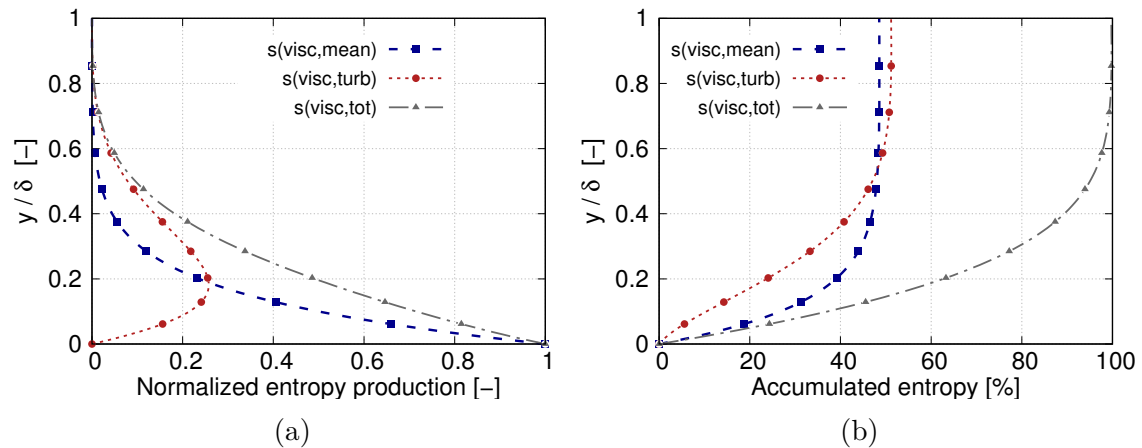 1
0.8
0.6
0.4
0.2
0
y / δ [−]
s(visc,mean)
s(visc,turb)
s(visc,tot)
0 0.2 0.4 0.6 0.8 1
Normalized entropy production [−]
(a)
1
0.8
0.6
0.4
0.2
0
y / δ [−]
s(visc,mean)
s(visc,turb)
s(visc,tot)
0 20 40 60 80 100
Accumulated entropy [%]
(b)